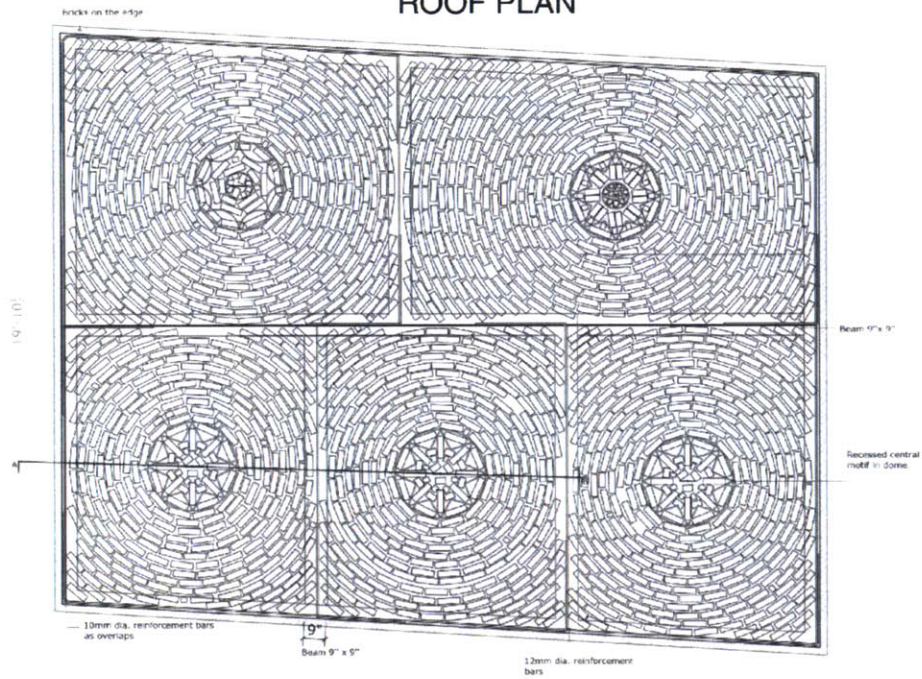 ROOF PLAN
Bricks on the edge
Beam 9"x 9"
A
Recessed central
motif in dome
10mm dia. reinforcement bars
as overlaps
9"
Beam 9" x 9"
12mm dia. reinforcement
bars